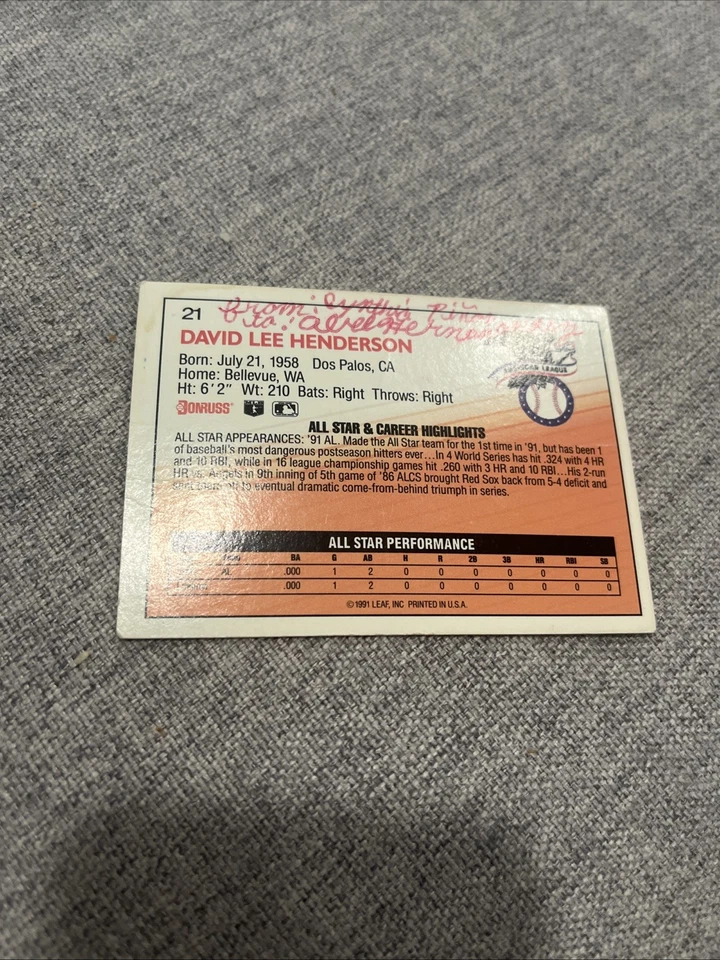 21 from: Cynthia
to:
DAVID LEE HENDERSON
AMERICAN LEAGUE
Born: July 21, 1958 Dos Palos, CA
Home: Bellevue, WA
Ht: 6'2" Wt: 210 Bats: Right Throws: Right
DONRUSS
ALL STAR & CAREER HIGHLIGHTS
ALL STAR APPEARANCES: '91 AL. Made the All Star team for the 1st time in '91, but has been 1
of baseball's most dangerous postseason hitters ever...In 4 World Series has hit .324 with 4 HR
and 10 RBI, while in 16 league championship games hit .260 with 3 HR and 10 RBI...His 2-run
HR vs. Angels in 9th inning of 5th game of '86 ALCS brought Red Sox back from 5-4 deficit and
to eventual dramatic come-from-behind triumph in series.
ALL STAR PERFORMANCE
BA G AB H R 2B 3B HR RBI SB
AL .000 1 2 0 0 0 0 0 0 0
.000 1 2 0 0 0 0 0 0 0
©1991 LEAF, INC PRINTED IN U.S.A.